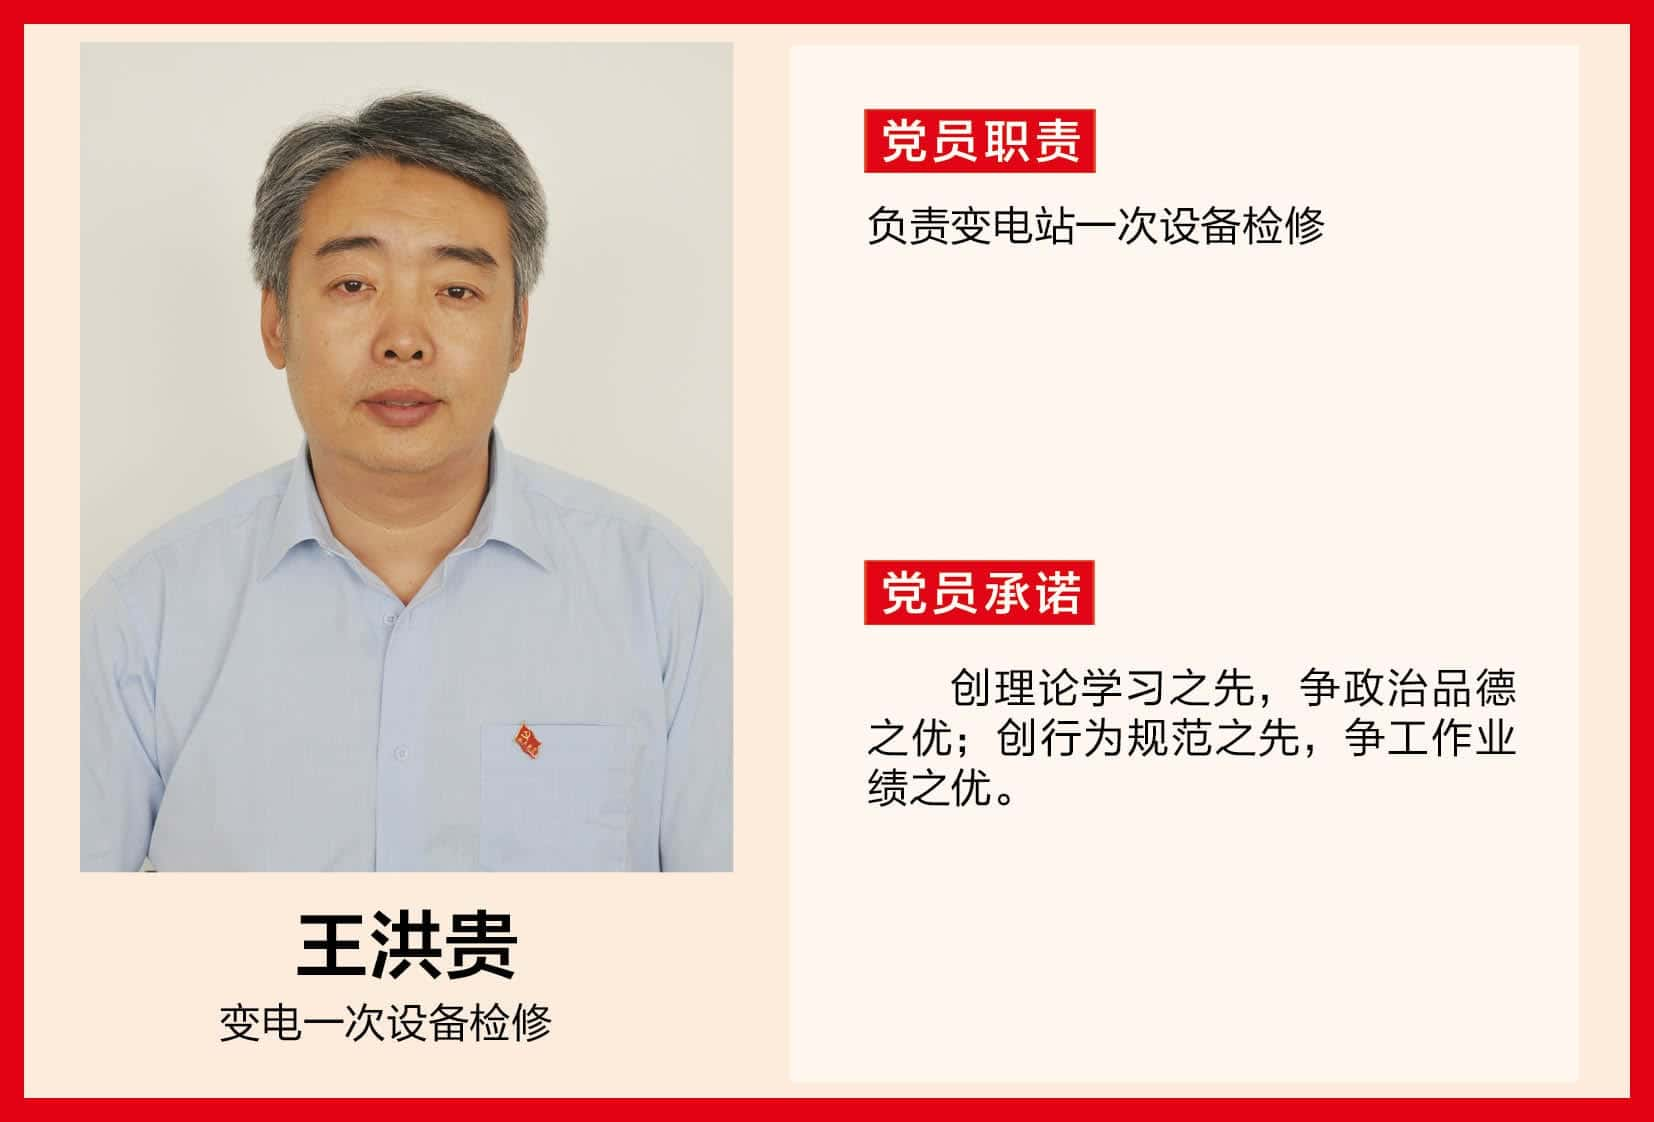 党员职责
负责变电站一次设备检修
党员承诺
创理论学习之先，争政治品德
之优；创行为规范之先，争工作业
绩之优。
王洪贵
变电一次设备检修